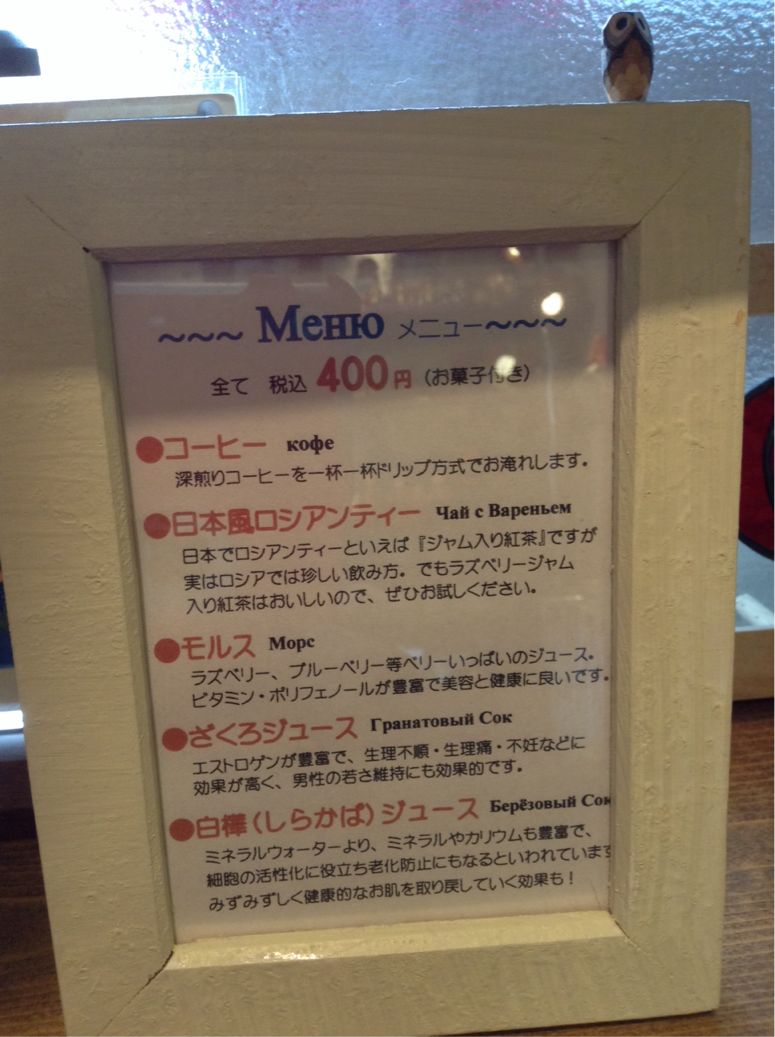 ~~~ Меню メニュー~~~
全て 税込 400円 (お菓子付き)
●コーヒー кофе
深煎りコーヒーを一杯一杯ドリップ方式でお淹れします。
●日本風ロシアンティー Чай с Вареньем
日本でロシアンティーといえば『ジャム入り紅茶』ですが
実はロシアでは珍しい飲み方。でもラズベリージャム
入り紅茶はおいしいので、ぜひお試しください。
●モルス Морс
ラズベリー、ブルーベリー等ベリーいっぱいのジュース。
ビタミン・ポリフェノールが豊富で美容と健康に良いです。
●ざくろジュース Гранатовый Сок
エストロゲンが豊富で、生理不順・生理痛・不妊などに
効果が高く、男性の若さ維持にも効果的です。
●白樺(しらかば)ジュース Берёзовый Сок
ミネラルウォーターより、ミネラルやカリウムも豊富で、
細胞の活性化に役立ち老化防止にもなるといわれています
みずみずしく健康的なお肌を取り戻していく効果も!